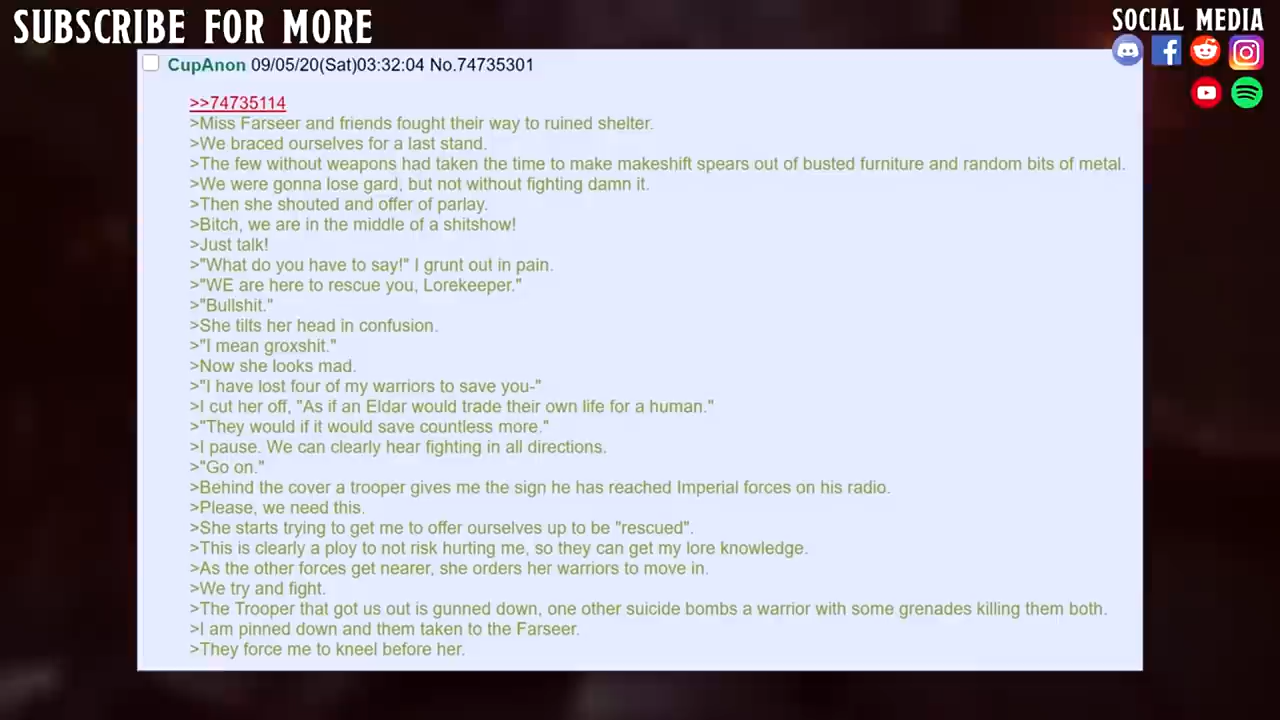 SUBSCRIBE FOR MORE
SOCIAL MEDIA
CupAnon 09/05/20(Sat)03:32:04 No.74735301
>>74735114
>Miss Farseer and friends fought their way to ruined shelter.
>We braced ourselves for a last stand.
>The few without weapons had taken the time to make makeshift spears out of busted furniture and random bits of metal.
>We were gonna lose gard, but not without fighting damn it.
>Then she shouted and offer of parlay.
>Bitch, we are in the middle of a shitshow!
>Just talk!
>"What do you have to say!" I grunt out in pain.
>"WE are here to rescue you, Lorekeeper."
>"Bullshit."
>She tilts her head in confusion.
>"I mean groxshit."
>Now she looks mad.
>"I have lost four of my warriors to save you-"
>I cut her off, "As if an Eldar would trade their own life for a human."
>"They would if it would save countless more."
>I pause. We can clearly hear fighting in all directions.
>"Go on."
>Behind the cover a trooper gives me the sign he has reached Imperial forces on his radio.
>Please, we need this.
>She starts trying to get me to offer ourselves up to be "rescued".
>This is clearly a ploy to not risk hurting me, so they can get my lore knowledge.
>As the other forces get nearer, she orders her warriors to move in.
>We try and fight.
>The Trooper that got us out is gunned down, one other suicide bombs a warrior with some grenades killing them both.
>I am pinned down and them taken to the Farseer.
>They force me to kneel before her.